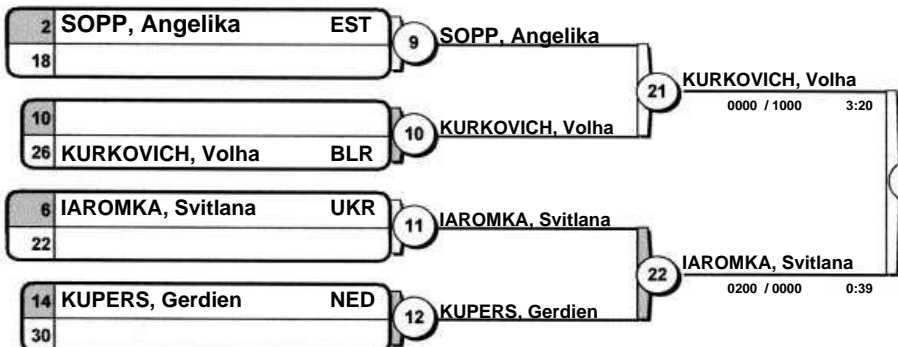 2 SOPP, Angelika EST
18
9 SOPP, Angelika
10
26 KURKOVICH, Volha BLR
10 KURKOVICH, Volha
21 KURKOVICH, Volha
0000 / 1000 3:20
6 IAROMKA, Svitlana UKR
22
11 IAROMKA, Svitlana
14 KUPERS, Gerdien NED
30
12 KUPERS, Gerdien
22 IAROMKA, Svitlana
0200 / 0000 0:39